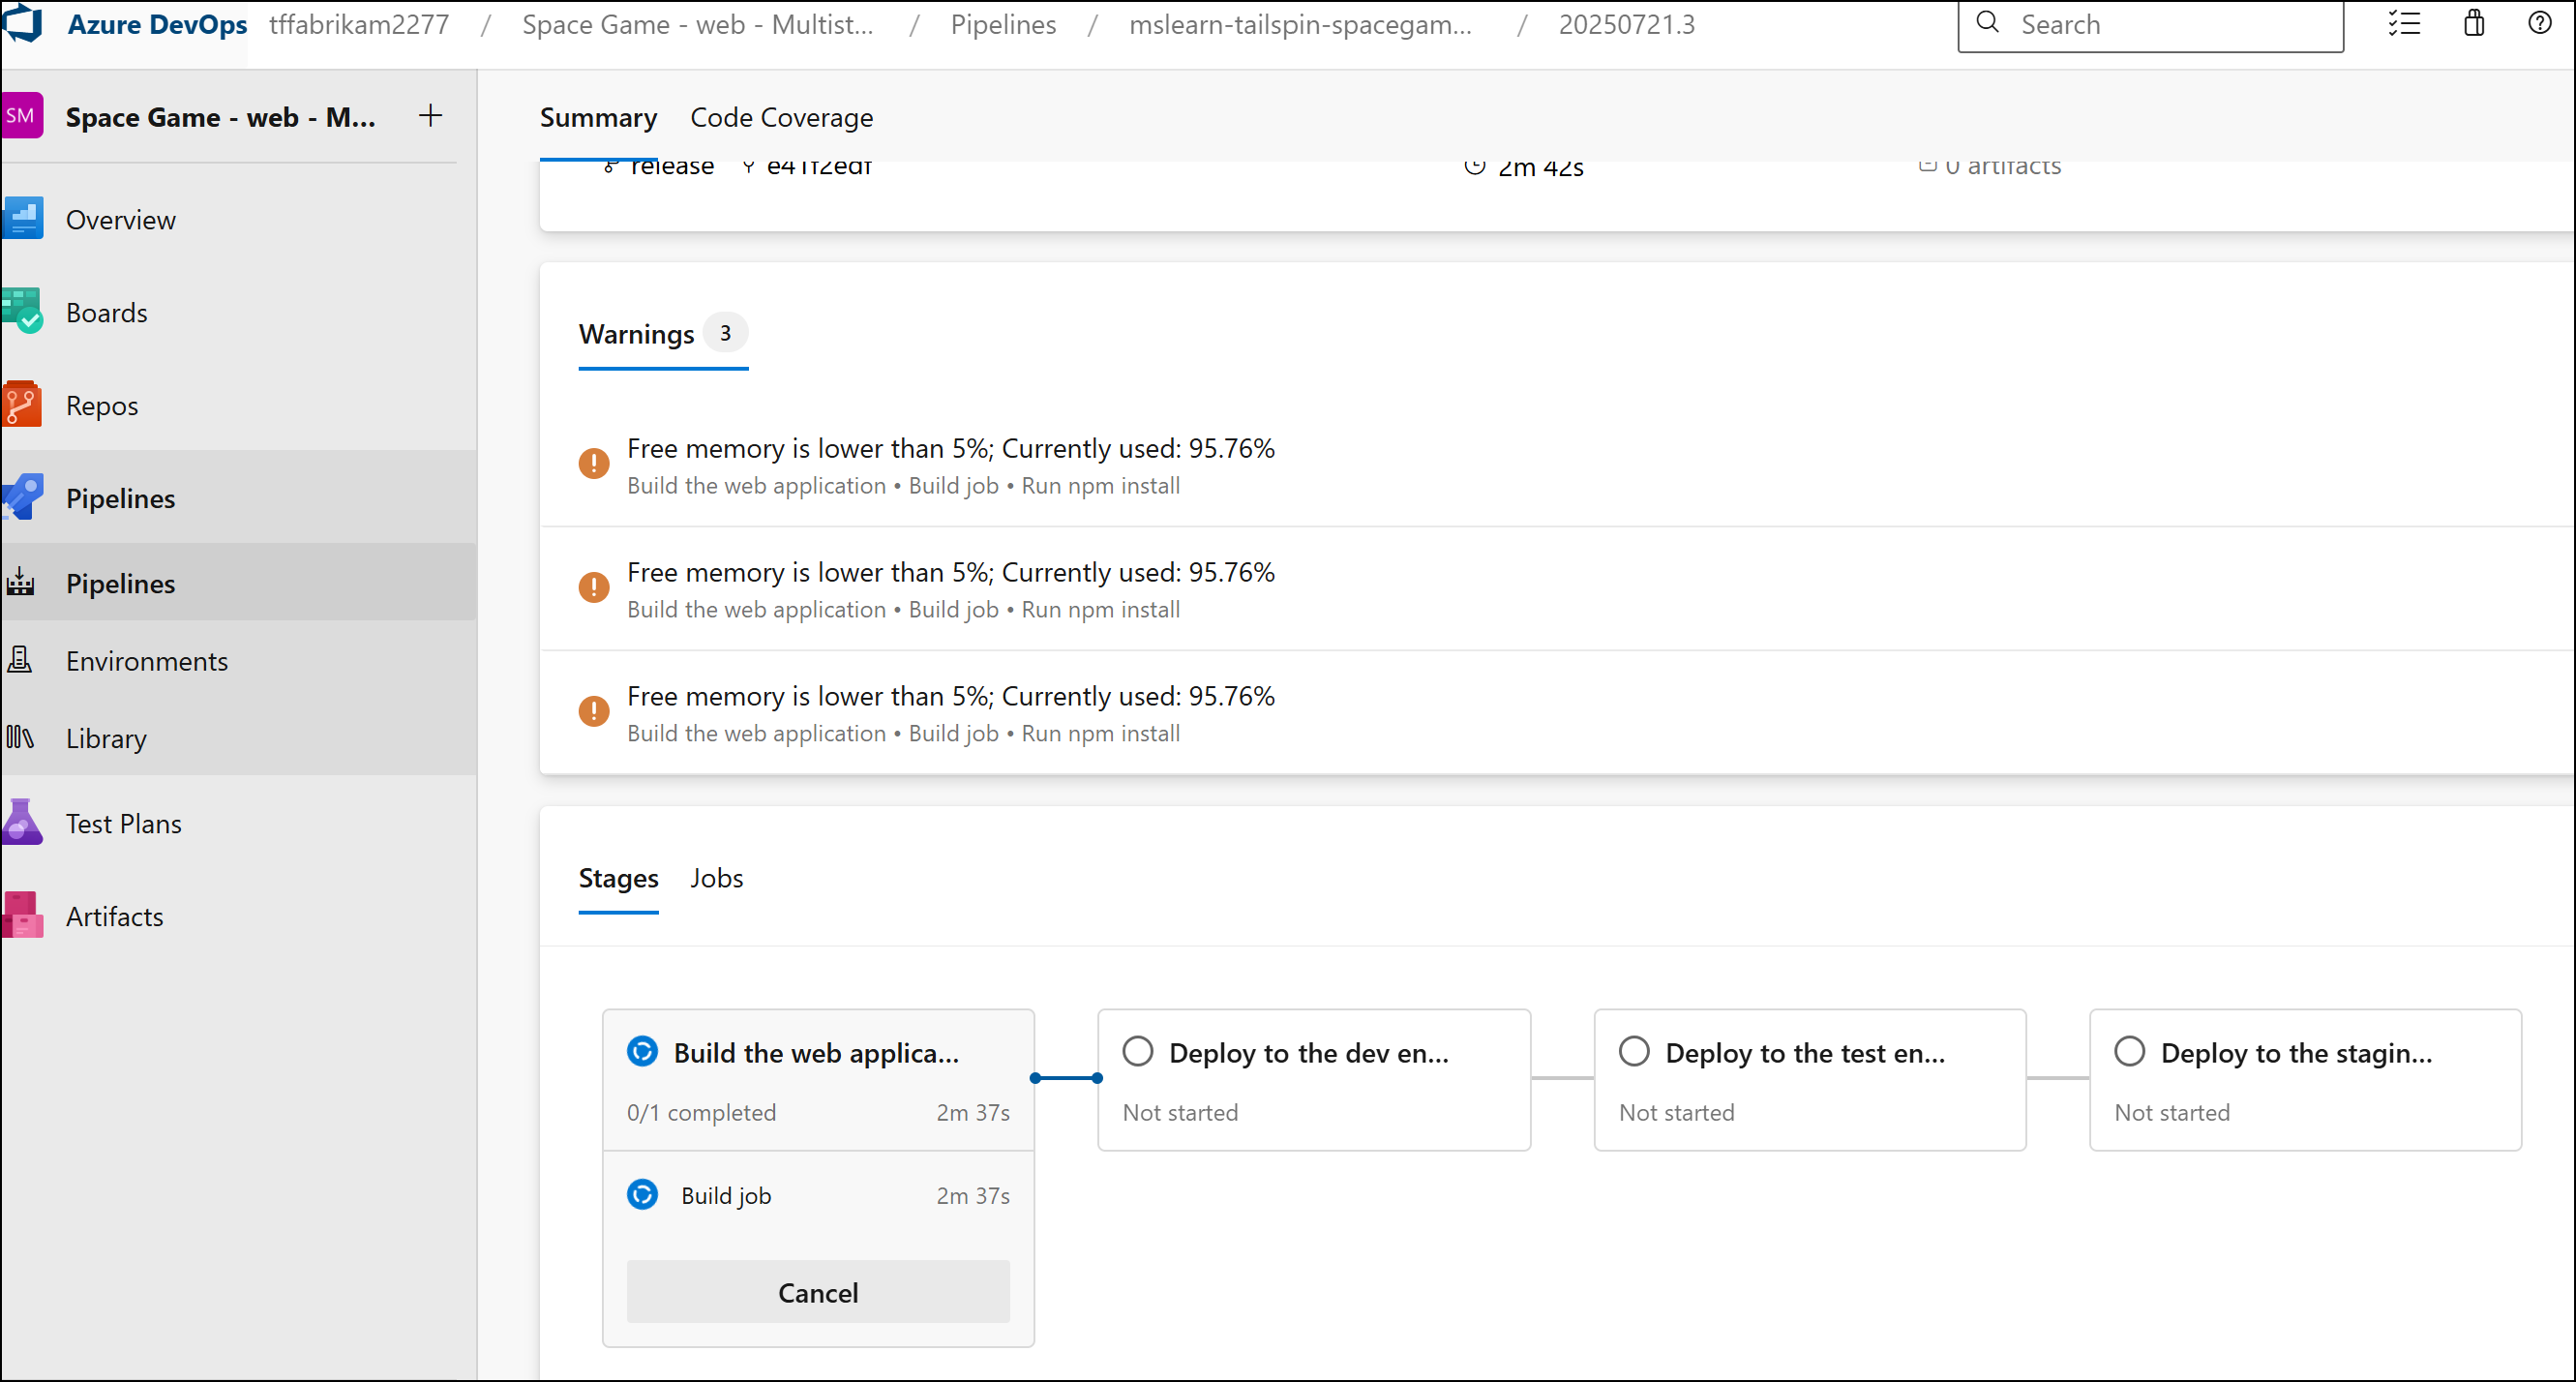 Azure DevOps tffabrikam2277 / Space Game - web - Multist... / Pipelines / mslearn-tailspin-spacegam... / 20250721.3
Search
SM Space Game - web - M... +
Overview
Boards
Repos
Pipelines
Pipelines
Environments
Library
Test Plans
Artifacts
Summary Code Coverage
release e41f2edf 2m 42s 0 artifacts
Warnings 3
Free memory is lower than 5%; Currently used: 95.76%
Build the web application • Build job • Run npm install
Free memory is lower than 5%; Currently used: 95.76%
Build the web application • Build job • Run npm install
Free memory is lower than 5%; Currently used: 95.76%
Build the web application • Build job • Run npm install
Stages Jobs
Build the web applica...
0/1 completed 2m 37s
Build job 2m 37s
Cancel
Deploy to the dev en...
Not started
Deploy to the test en...
Not started
Deploy to the stagin...
Not started